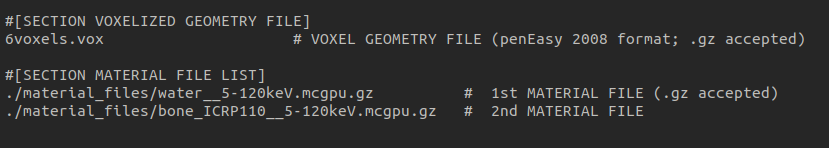 #[SECTION VOXELIZED GEOMETRY FILE]
6voxels.vox # VOXEL GEOMETRY FILE (penEasy 2008 format; .gz accepted)
#[SECTION MATERIAL FILE LIST]
./material_files/water__5-120keV.mcgpu.gz # 1st MATERIAL FILE (.gz accepted)
./material_files/bone_ICRP110__5-120keV.mcgpu.gz # 2nd MATERIAL FILE